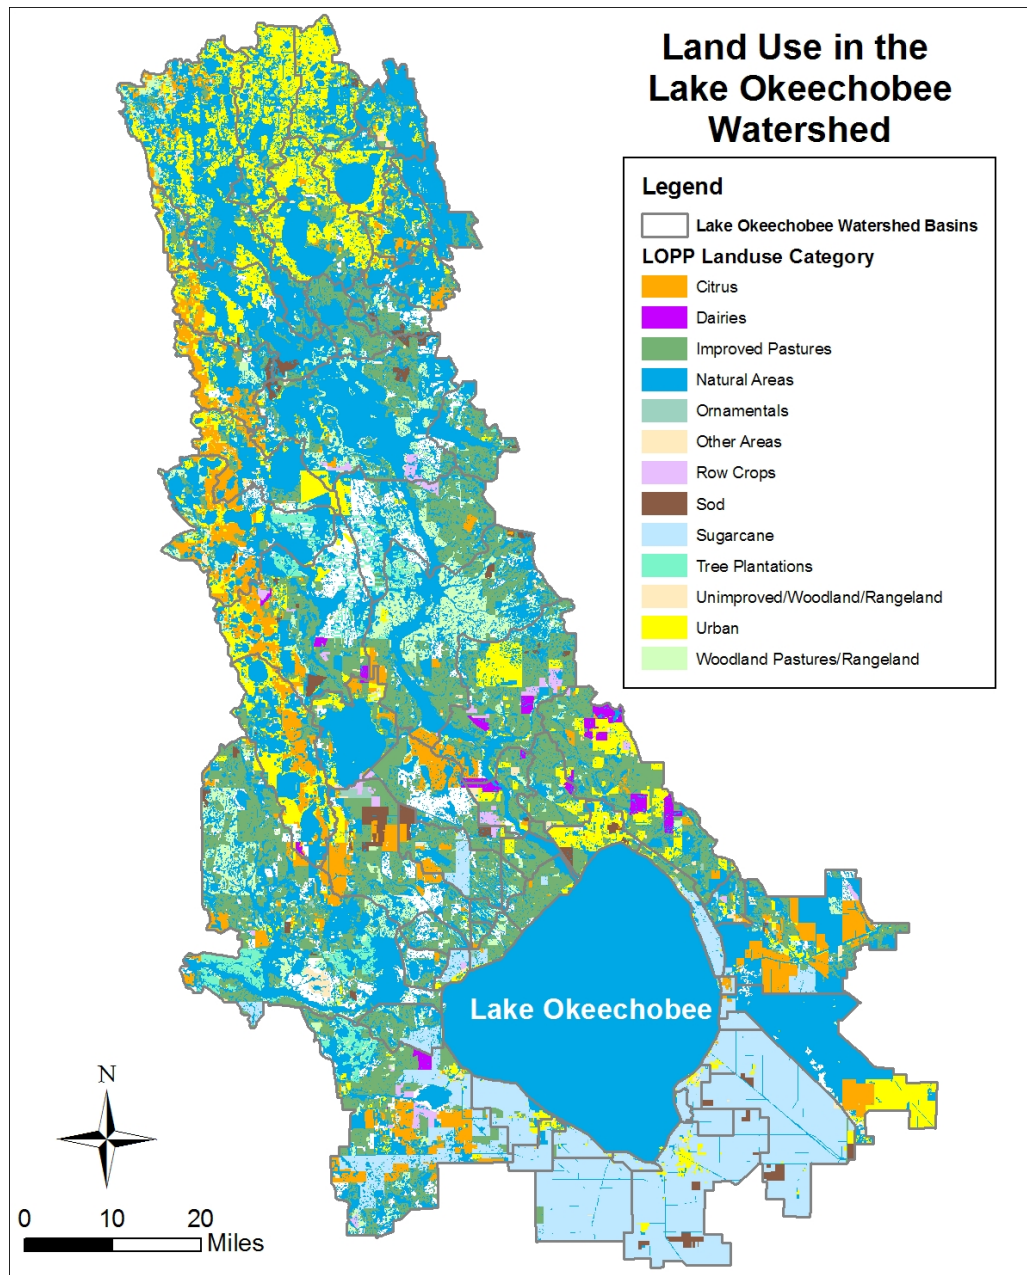 Land Use in the
Lake Okeechobee
Watershed
Legend
Lake Okeechobee Watershed Basins
LOPP Landuse Category
Citrus
Dairies
Improved Pastures
Natural Areas
Ornamentals
Other Areas
Row Crops
Sod
Sugarcane
Tree Plantations
Unimproved/Woodland/Rangeland
Urban
Woodland Pastures/Rangeland
Lake Okeechobee
N
0 10 20
Miles